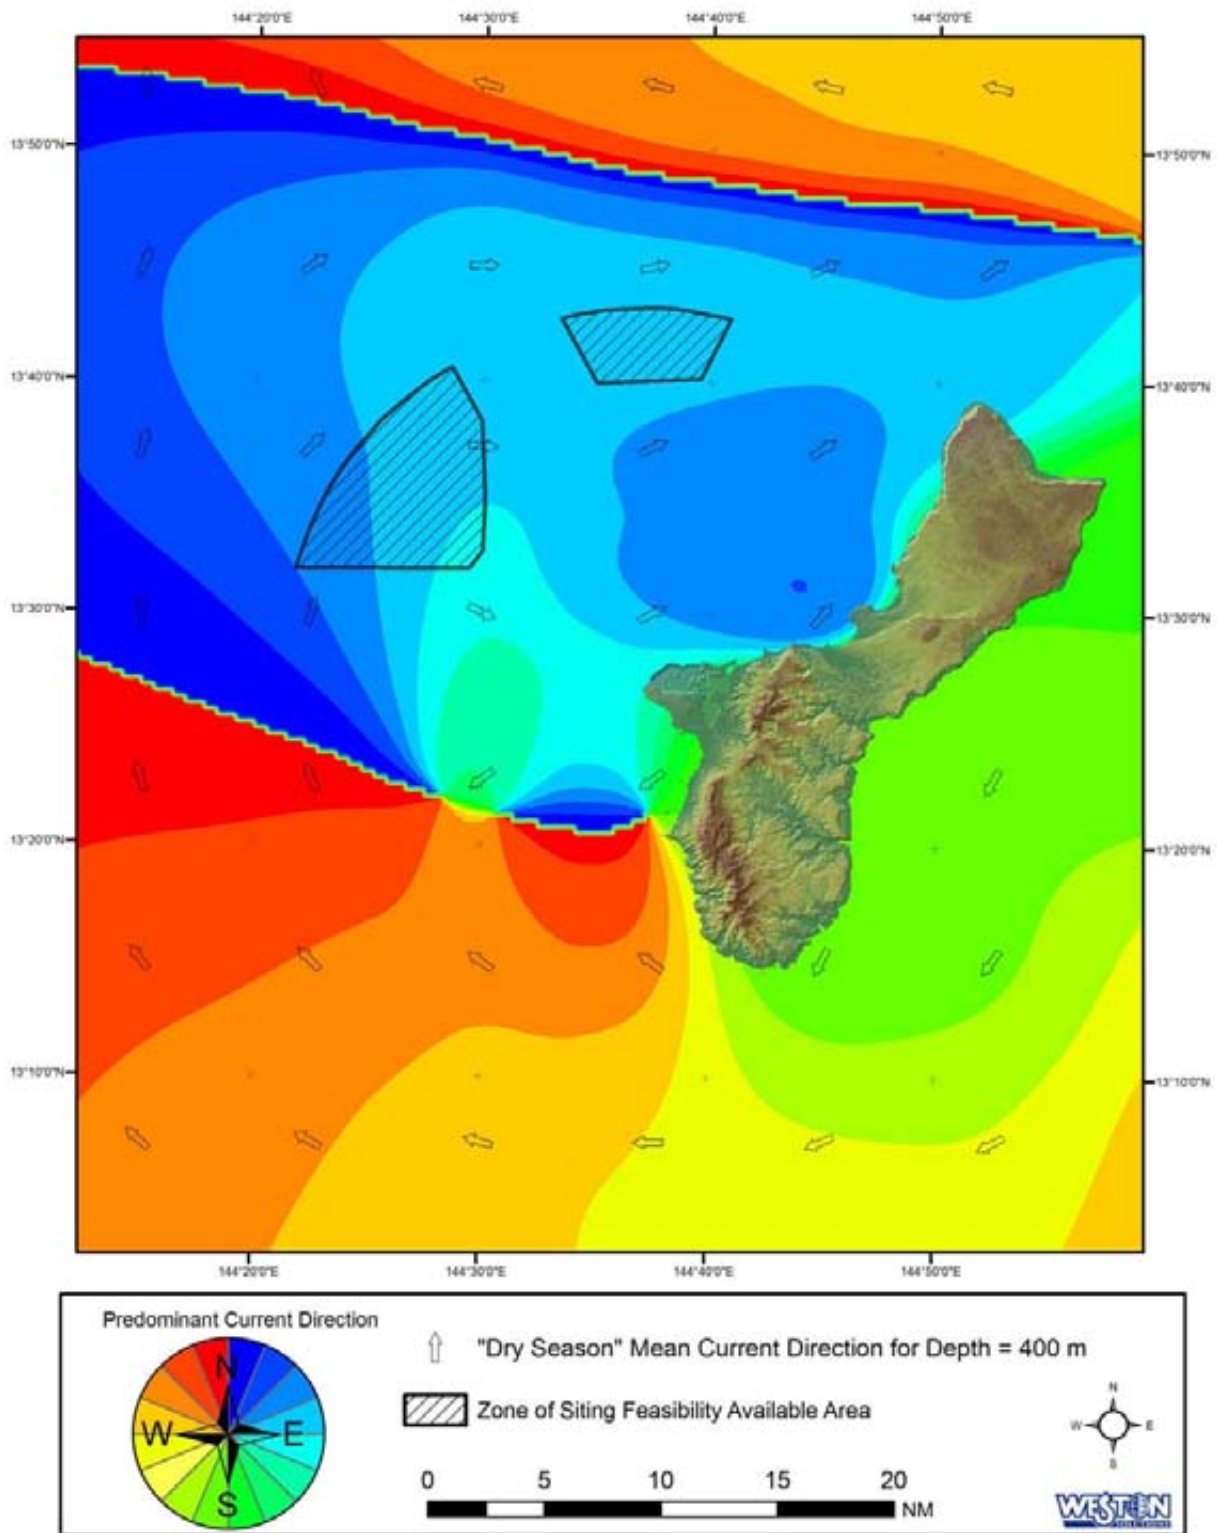 144°20'0"E 144°30'0"E 144°40'0"E 144°50'0"E
13°50'0"N 13°50'0"N
13°40'0"N 13°40'0"N
13°30'0"N 13°30'0"N
13°20'0"N 13°20'0"N
13°10'0"N 13°10'0"N
144°20'0"E 144°30'0"E 144°40'0"E 144°50'0"E
Predominant Current Direction
N
W E
S
"Dry Season" Mean Current Direction for Depth = 400 m
Zone of Siting Feasibility Available Area
0 5 10 15 20
NM
N
W E
S
WESTON
SOLUTIONS